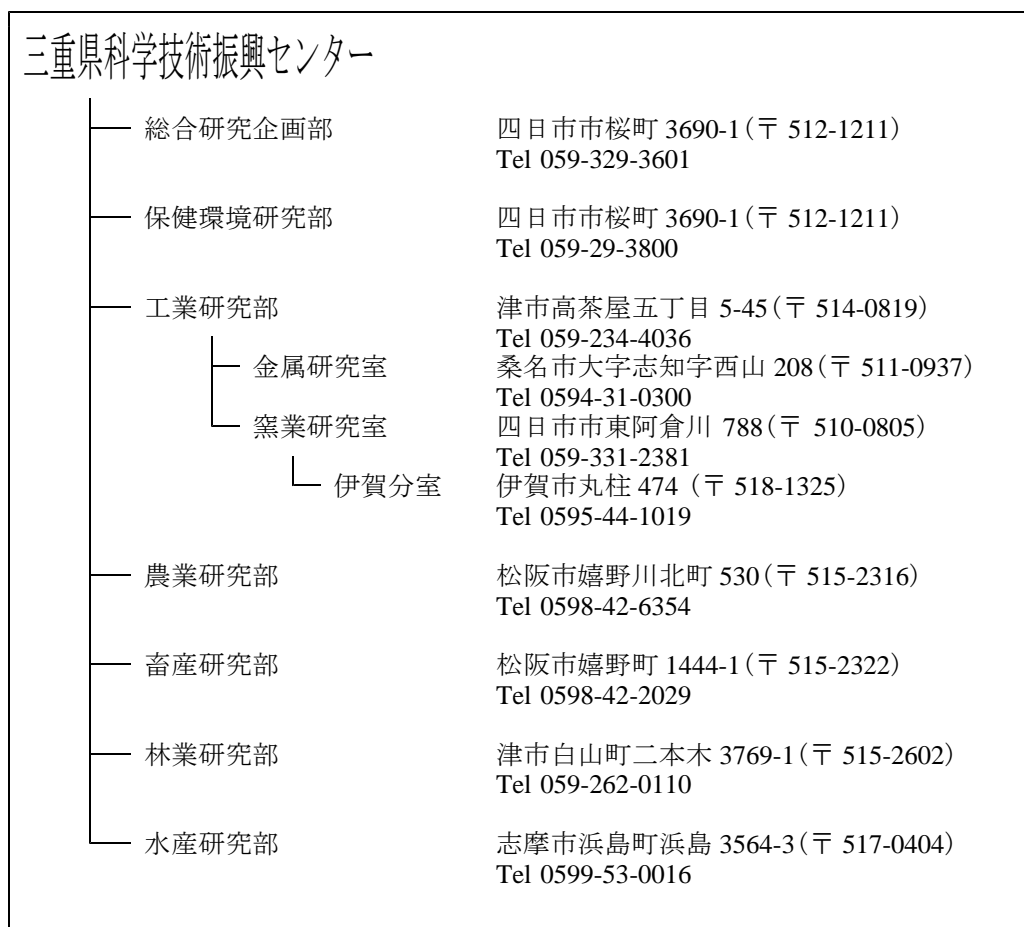 三重県科学技術振興センター
総合研究企画部 四日市市桜町 3690-1(〒 512-1211)
Tel 059-329-3601
保健環境研究部 四日市市桜町 3690-1(〒 512-1211)
Tel 059-29-3800
工業研究部 津市高茶屋五丁目 5-45(〒 514-0819)
Tel 059-234-4036
金属研究室 桑名市大字志知字西山 208(〒 511-0937)
Tel 0594-31-0300
窯業研究室 四日市市東阿倉川 788(〒 510-0805)
Tel 059-331-2381
伊賀分室 伊賀市丸柱 474 (〒 518-1325)
Tel 0595-44-1019
農業研究部 松阪市嬉野川北町 530(〒 515-2316)
Tel 0598-42-6354
畜産研究部 松阪市嬉野町 1444-1(〒 515-2322)
Tel 0598-42-2029
林業研究部 津市白山町二本木 3769-1(〒 515-2602)
Tel 059-262-0110
水産研究部 志摩市浜島町浜島 3564-3(〒 517-0404)
Tel 0599-53-0016